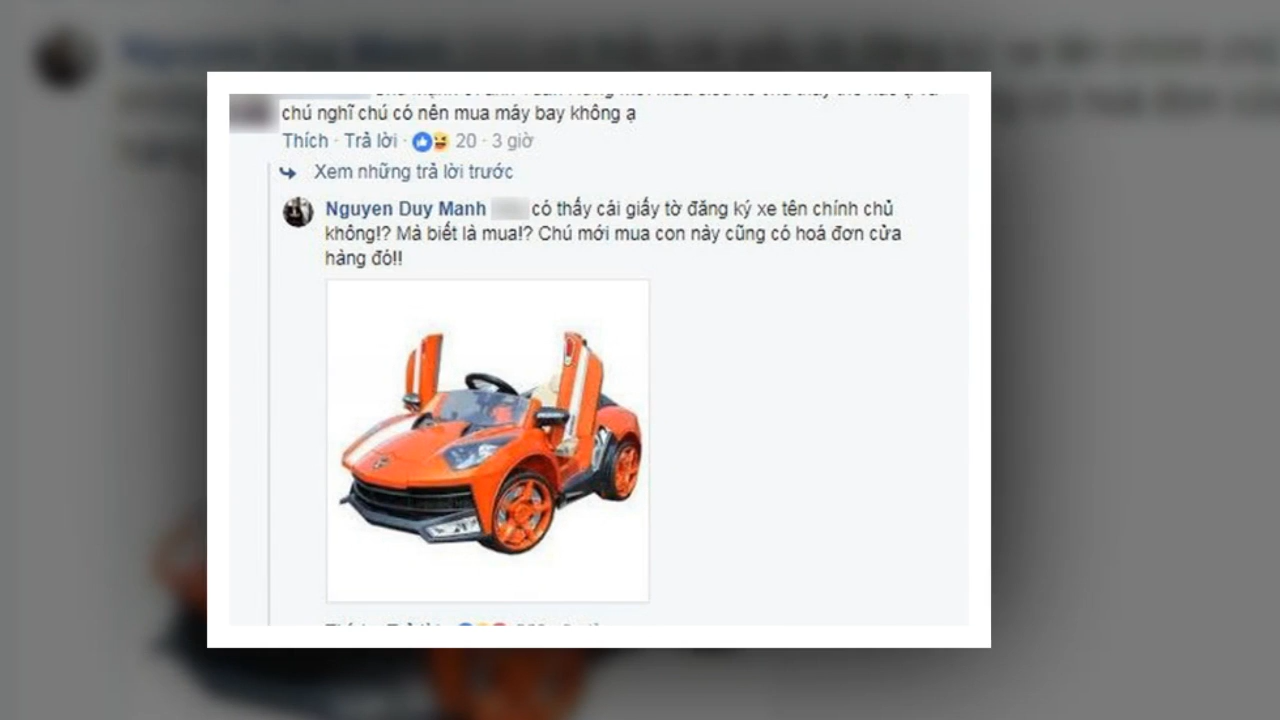 chú nghĩ chú có nên mua máy bay không ạ
Thích · Trả lời · 20 · 3 giờ
Xem những trả lời trước
Nguyen Duy Manh có thấy cái giấy tờ đăng ký xe tên chính chủ
không!? Mà biết là mua!? Chú mới mua con này cũng có hoá đơn cửa
hàng đó!!